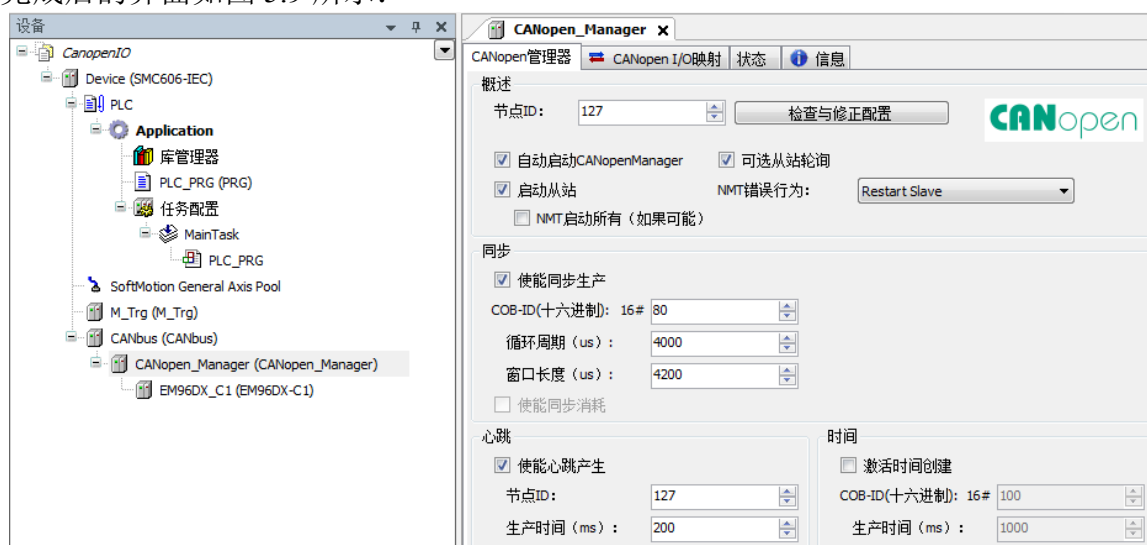 设备
CanopenIO
Device (SMC606-IEC)
PLC
Application
库管理器
PLC_PRG (PRG)
任务配置
MainTask
PLC_PRG
SoftMotion General Axis Pool
M_Trg (M_Trg)
CANbus (CANbus)
CANopen_Manager (CANopen_Manager)
EM96DX_C1 (EM96DX-C1)
CANopen_Manager
CANopen管理器 CANopen I/O映射 状态 信息
概述
节点ID: 127 检查与修正配置 CANopen
自动启动CANopenManager 可选从站轮询
启动从站 NMT错误行为: Restart Slave
NMT启动所有（如果可能）
同步
使能同步生产
COB-ID(十六进制): 16# 80
循环周期（us）: 4000
窗口长度（us）: 4200
使能同步消耗
心跳 时间
使能心跳产生 激活时间创建
节点ID: 127 COB-ID(十六进制): 16# 100
生产时间（ms）: 200 生产时间（ms）: 1000